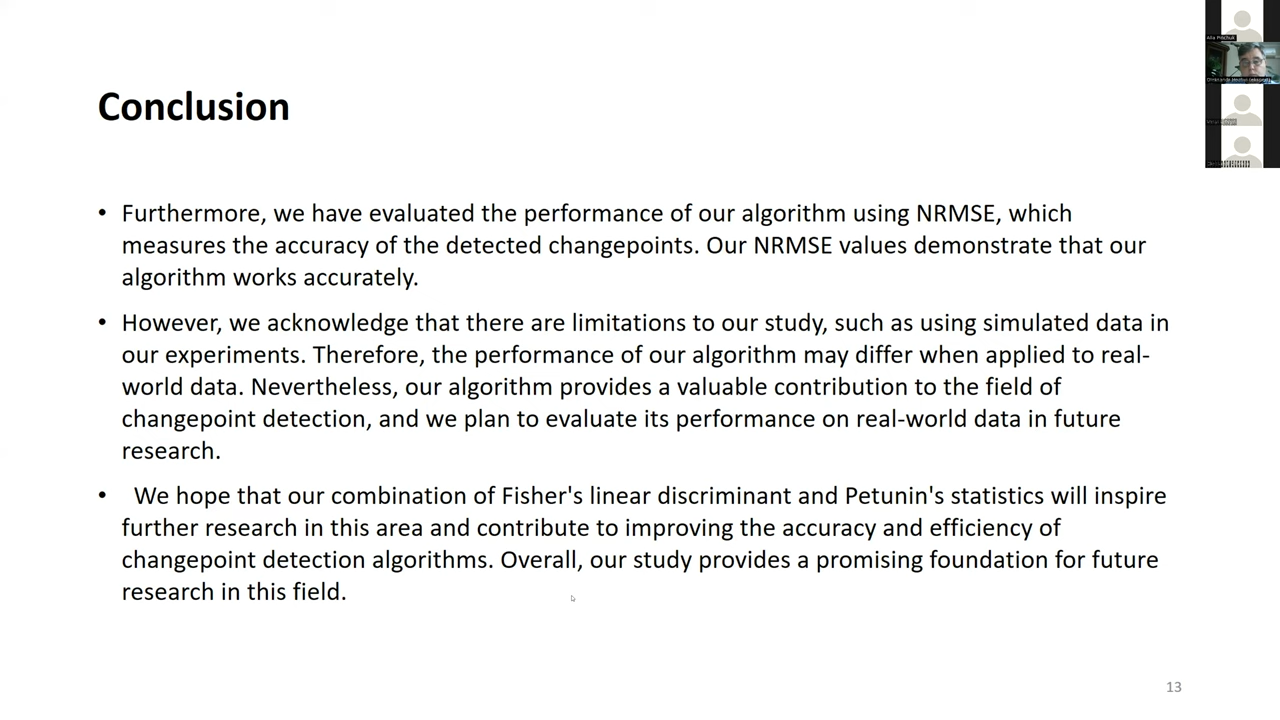 Alla Pinchuk
Conclusion
• Furthermore, we have evaluated the performance of our algorithm using NRMSE, which
measures the accuracy of the detected changepoints. Our NRMSE values demonstrate that our
algorithm works accurately.
• However, we acknowledge that there are limitations to our study, such as using simulated data in
our experiments. Therefore, the performance of our algorithm may differ when applied to real-
world data. Nevertheless, our algorithm provides a valuable contribution to the field of
changepoint detection, and we plan to evaluate its performance on real-world data in future
research.
• We hope that our combination of Fisher's linear discriminant and Petunin's statistics will inspire
further research in this area and contribute to improving the accuracy and efficiency of
changepoint detection algorithms. Overall, our study provides a promising foundation for future
research in this field.
13